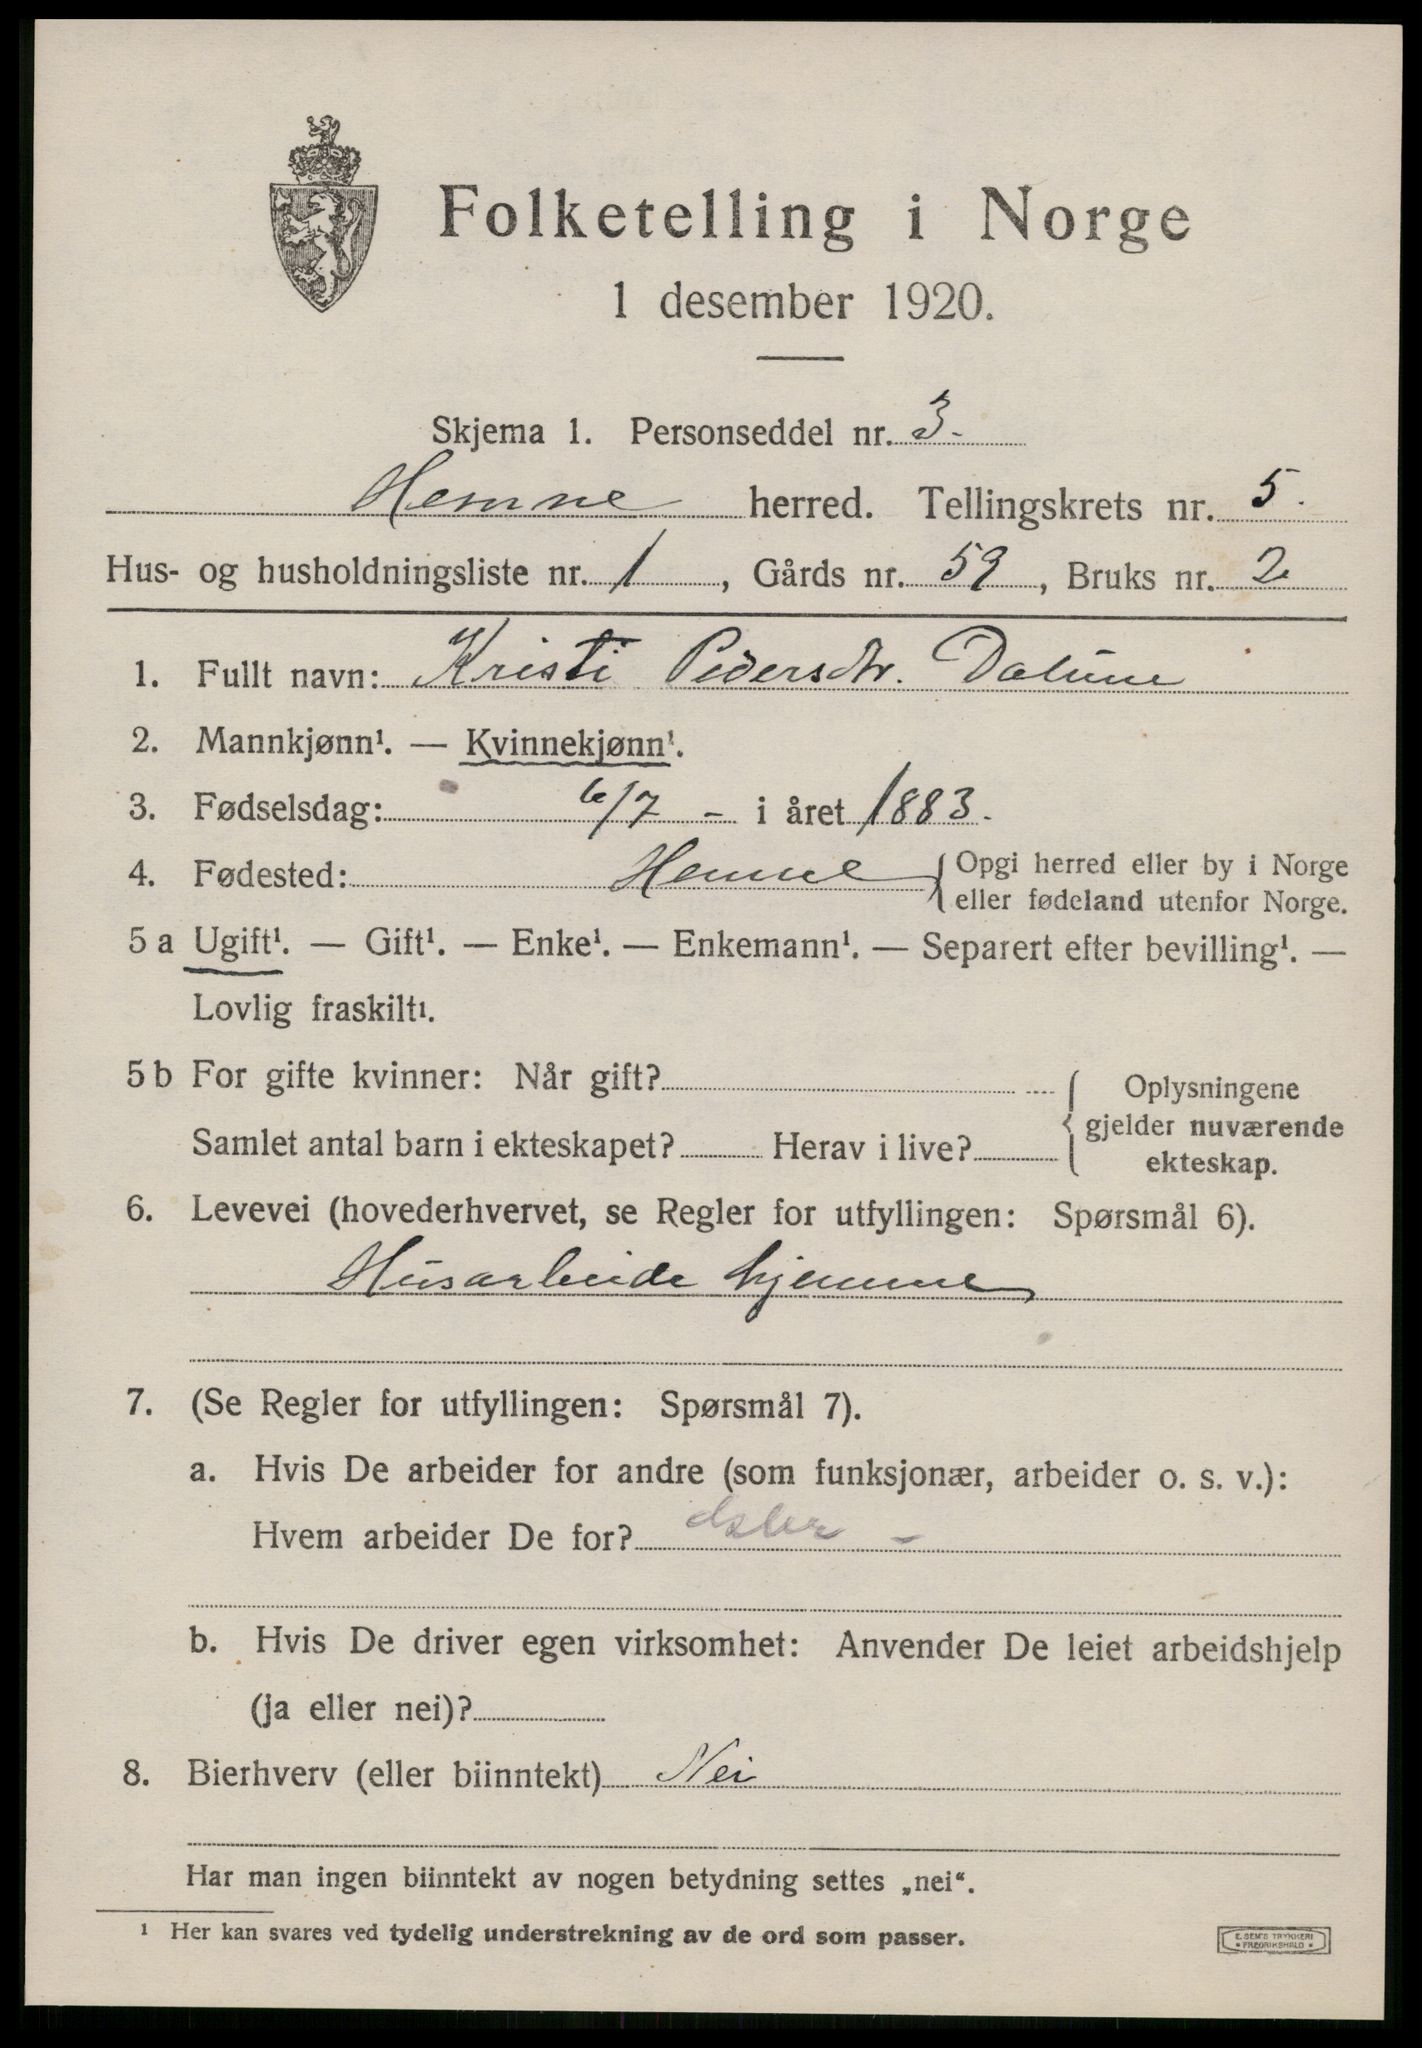 Folketelling i Norge
1 desember 1920.
Skjema 1. Personseddel nr. 3.
Hemne herred. Tellingskrets nr. 5.
Hus- og husholdningsliste nr. 1, Gårds nr. 59, Bruks nr. 2
1. Fullt navn: Kristi Pedersdtr.
2. Mannkjønn¹. — Kvinnekjønn¹.
3. Fødselsdag: 6/7 - i året 1883.
4. Fødested: Hemne { Opgi herred eller by i Norge
eller fødeland utenfor Norge.
5 a Ugift¹. — Gift¹. — Enke¹. — Enkemann¹. — Separert efter bevilling¹. —
Lovlig fraskilt¹.
5 b For gifte kvinner: Når gift?
Samlet antal barn i ekteskapet? Herav i live?
{ Oplysningene
gjelder nuværende
ekteskap.
6. Levevei (hovederhvervet, se Regler for utfyllingen: Spørsmål 6).
Husarbeide hjemme
7. (Se Regler for utfyllingen: Spørsmål 7).
a. Hvis De arbeider for andre (som funksjonær, arbeider o. s. v.):
Hvem arbeider De for?
b. Hvis De driver egen virksomhet: Anvender De leiet arbeidshjelp
(ja eller nei)?
8. Bierhverv (eller biinntekt) Nei
Har man ingen biinntekt av nogen betydning settes „nei“.
¹ Her kan svares ved tydelig understrekning av de ord som passer.
E. SEM'S TRYKKERI
• FREDRIKSHALD •